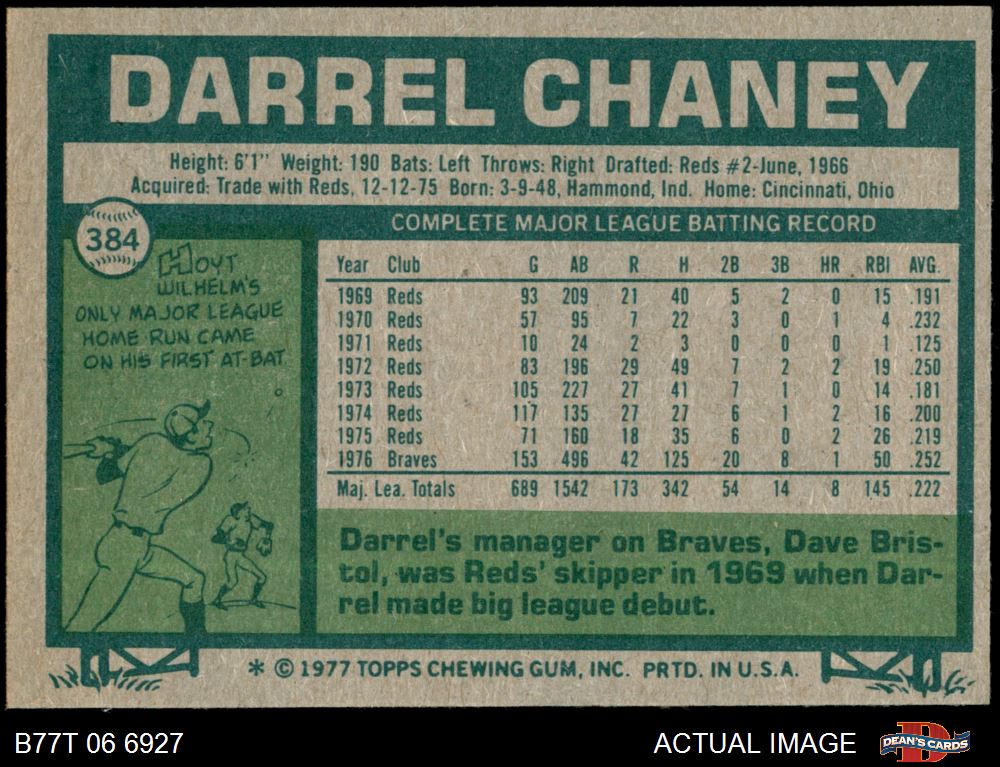 DARREL CHANEY
Height: 6'1" Weight: 190 Bats: Left Throws: Right Drafted: Reds #2-June, 1966
Acquired: Trade with Reds, 12-12-75 Born: 3-9-48, Hammond, Ind. Home: Cincinnati, Ohio
384
HOYT
WILHELM'S
ONLY MAJOR LEAGUE
HOME RUN CAME
ON HIS FIRST AT-BAT.
COMPLETE MAJOR LEAGUE BATTING RECORD
Year Club G AB R H 2B 3B HR RBI AVG.
1969 Reds 93 209 21 40 5 2 0 15 .191
1970 Reds 57 95 7 22 3 0 1 4 .232
1971 Reds 10 24 2 3 0 0 0 1 .125
1972 Reds 83 196 29 49 7 2 2 19 .250
1973 Reds 105 227 27 41 7 1 0 14 .181
1974 Reds 117 135 27 27 6 1 2 16 .200
1975 Reds 71 160 18 35 6 0 2 26 .219
1976 Braves 153 496 42 125 20 8 1 50 .252
Maj. Lea. Totals 689 1542 173 342 54 14 8 145 .222
Darrel's manager on Braves, Dave Bris-
tol, was Reds' skipper in 1969 when Dar-
rel made big league debut.
* © 1977 TOPPS CHEWING GUM, INC. PRTD. IN U.S.A.
B77T 06 6927
ACTUAL IMAGE
DEAN'S CARDS